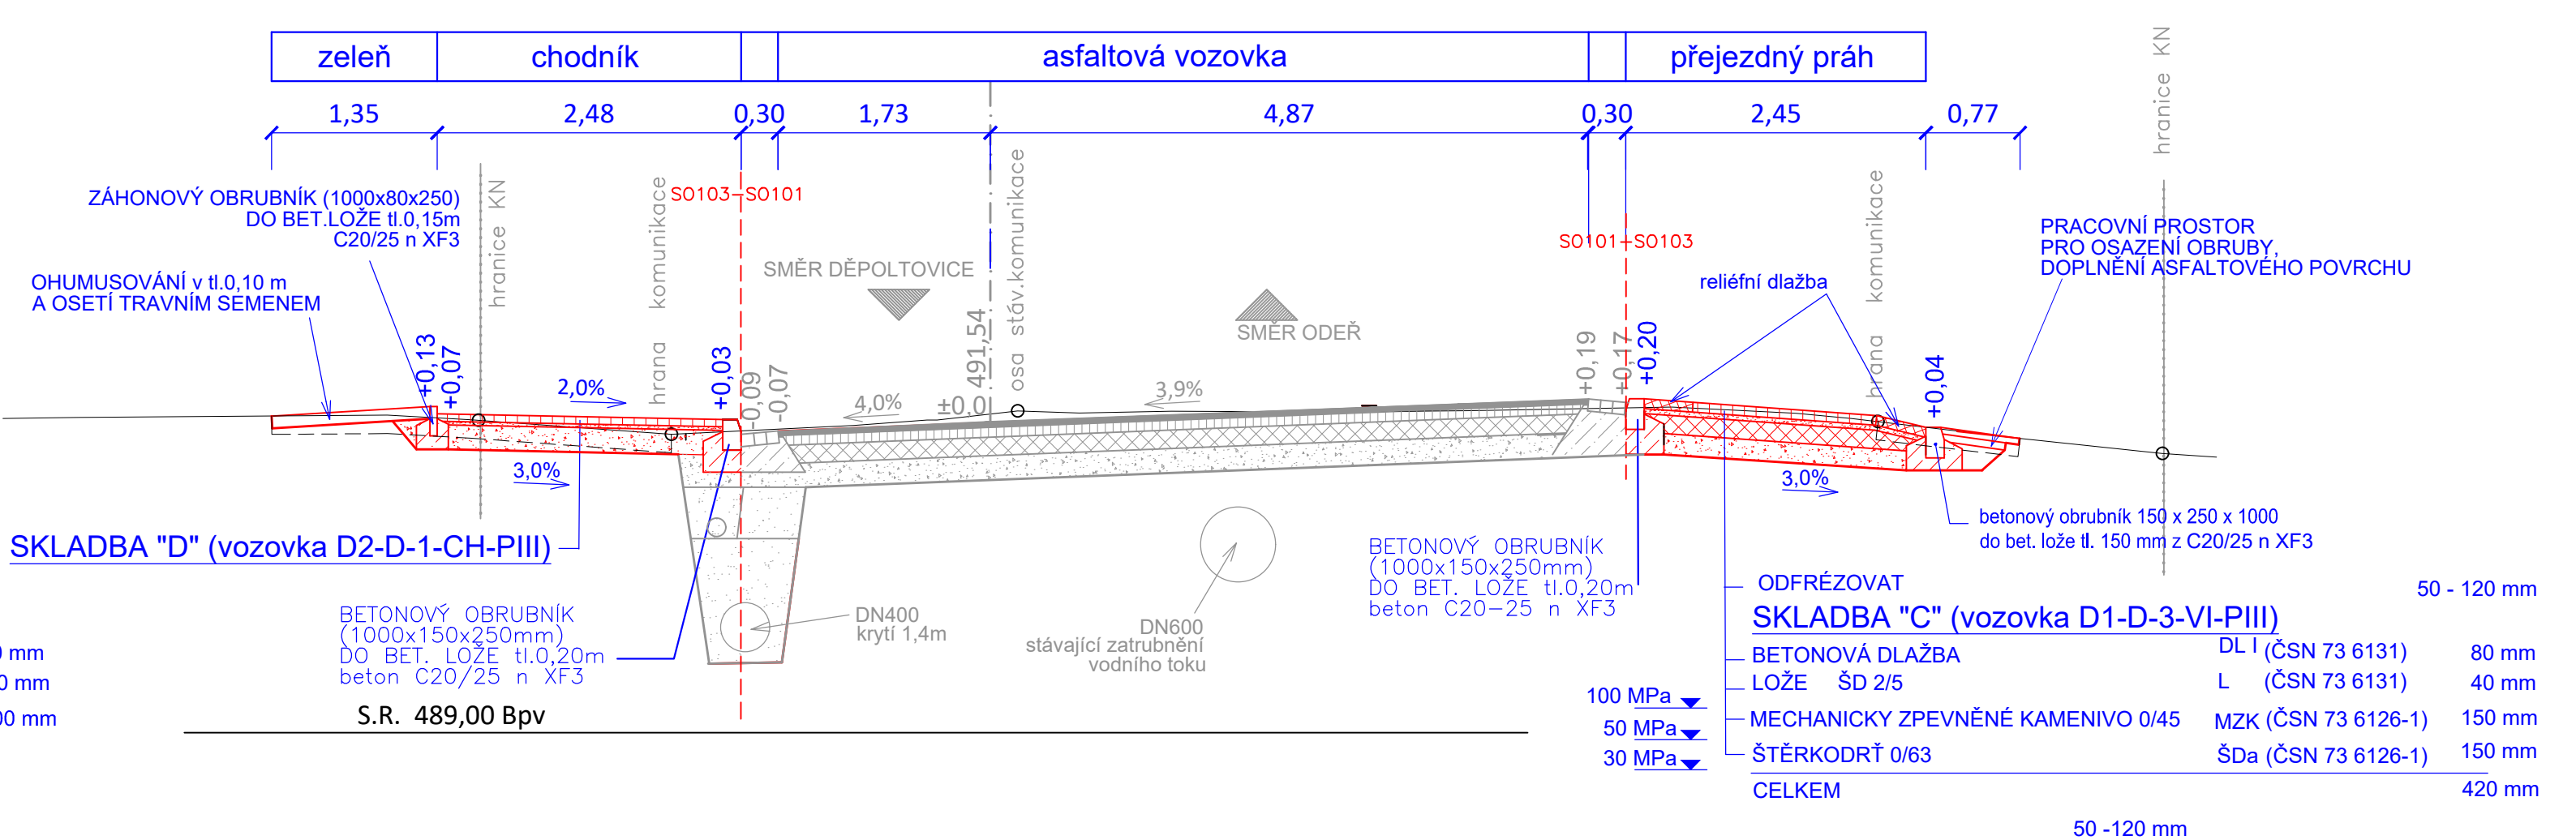 zeleň
chodník
asfaltová vozovka
přejezdný práh
1,35
2,48
0,30
1,73
4,87
0,30
2,45
0,77
hranice KN
hrana komunikace
osa stáv.komunikace
hrana komunikace
hranice KN
SO103-SO101
SO101-SO103
ZÁHONOVÝ OBRUBNÍK (1000x80x250)
DO BET.LOŽE tl.0,15m
C20/25 n XF3
OHUMUSOVÁNÍ v tl.0,10 m
A OSETÍ TRAVNÍM SEMENEM
SMĚR DĚPOLTOVICE
SMĚR ODEŘ
reliéfní dlažba
PRACOVNÍ PROSTOR
PRO OSAZENÍ OBRUBY,
DOPLNĚNÍ ASFALTOVÉHO POVRCHU
+0,13
+0,07
+0,03
-0,09
-0,07
±0,0
491,54
+0,19
+0,17
+0,20
+0,04
2,0%
4,0%
3,9%
3,0%
3,0%
SKLADBA "D" (vozovka D2-D-1-CH-PIII)
BETONOVÝ OBRUBNÍK
(1000x150x250mm)
DO BET. LOŽE tl.0,20m
beton C20/25 n XF3
DN400
krytí 1,4m
DN600
stávající zatrubnění
vodního toku
BETONOVÝ OBRUBNÍK
(1000x150x250mm)
DO BET. LOŽE tl.0,20m
beton C20-25 n XF3
betonový obrubník 150 x 250 x 1000
do bet. lože tl. 150 mm z C20/25 n XF3
ODFRÉZOVAT 50 - 120 mm
SKLADBA "C" (vozovka D1-D-3-VI-PIII)
BETONOVÁ DLAŽBA DL I (ČSN 73 6131) 80 mm
LOŽE ŠD 2/5 L (ČSN 73 6131) 40 mm
100 MPa
MECHANICKY ZPEVNĚNÉ KAMENIVO 0/45 MZK (ČSN 73 6126-1) 150 mm
50 MPa
ŠTĚRKODRŤ 0/63 ŠDa (ČSN 73 6126-1) 150 mm
30 MPa
CELKEM 420 mm
50 -120 mm
S.R. 489,00 Bpv
mm
0 mm
00 mm